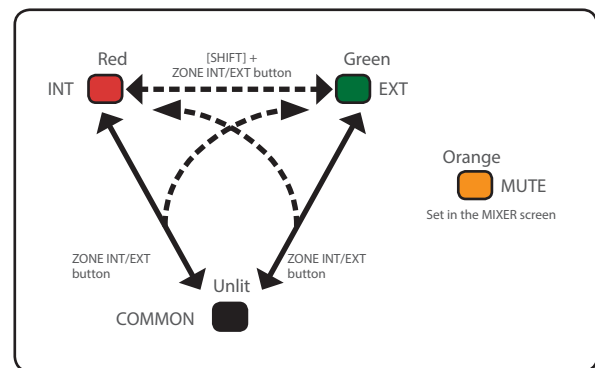 Red
[SHIFT] +
ZONE INT/EXT button
Green
INT
EXT
Orange
MUTE
Set in the MIXER screen
ZONE INT/EXT
button
ZONE INT/EXT
button
Unlit
COMMON